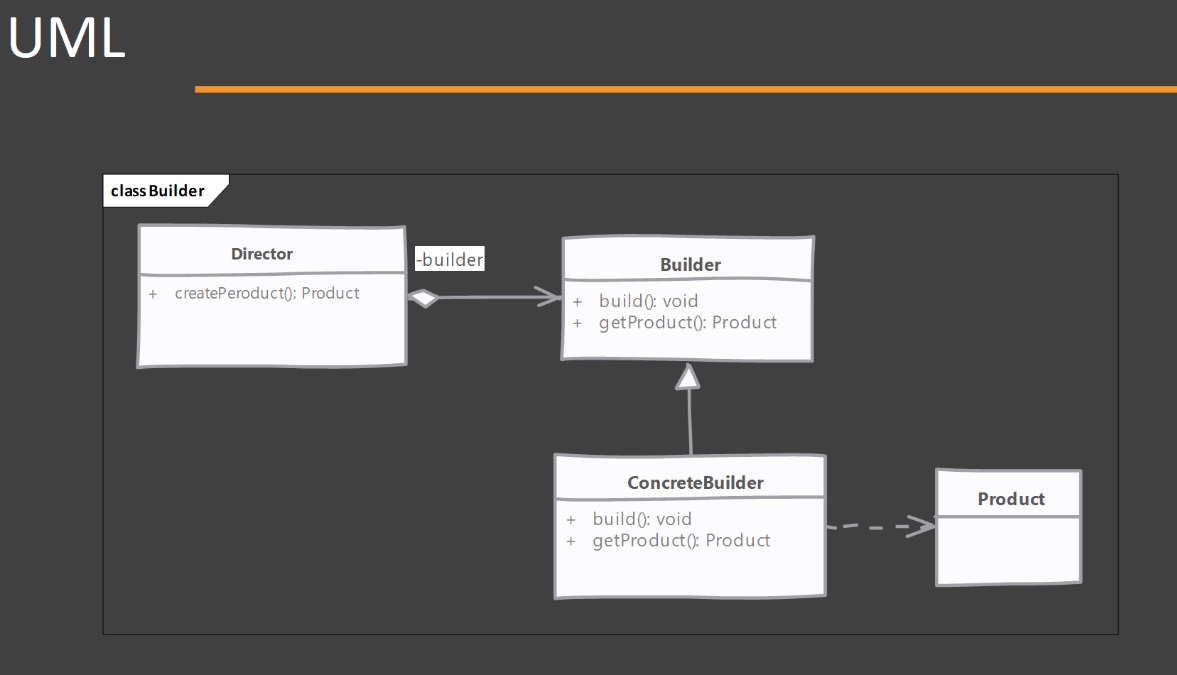 UML
class Builder
Director
+ createPeroduct(): Product
-builder
Builder
+ build(): void
+ getProduct(): Product
ConcreteBuilder
+ build(): void
+ getProduct(): Product
Product